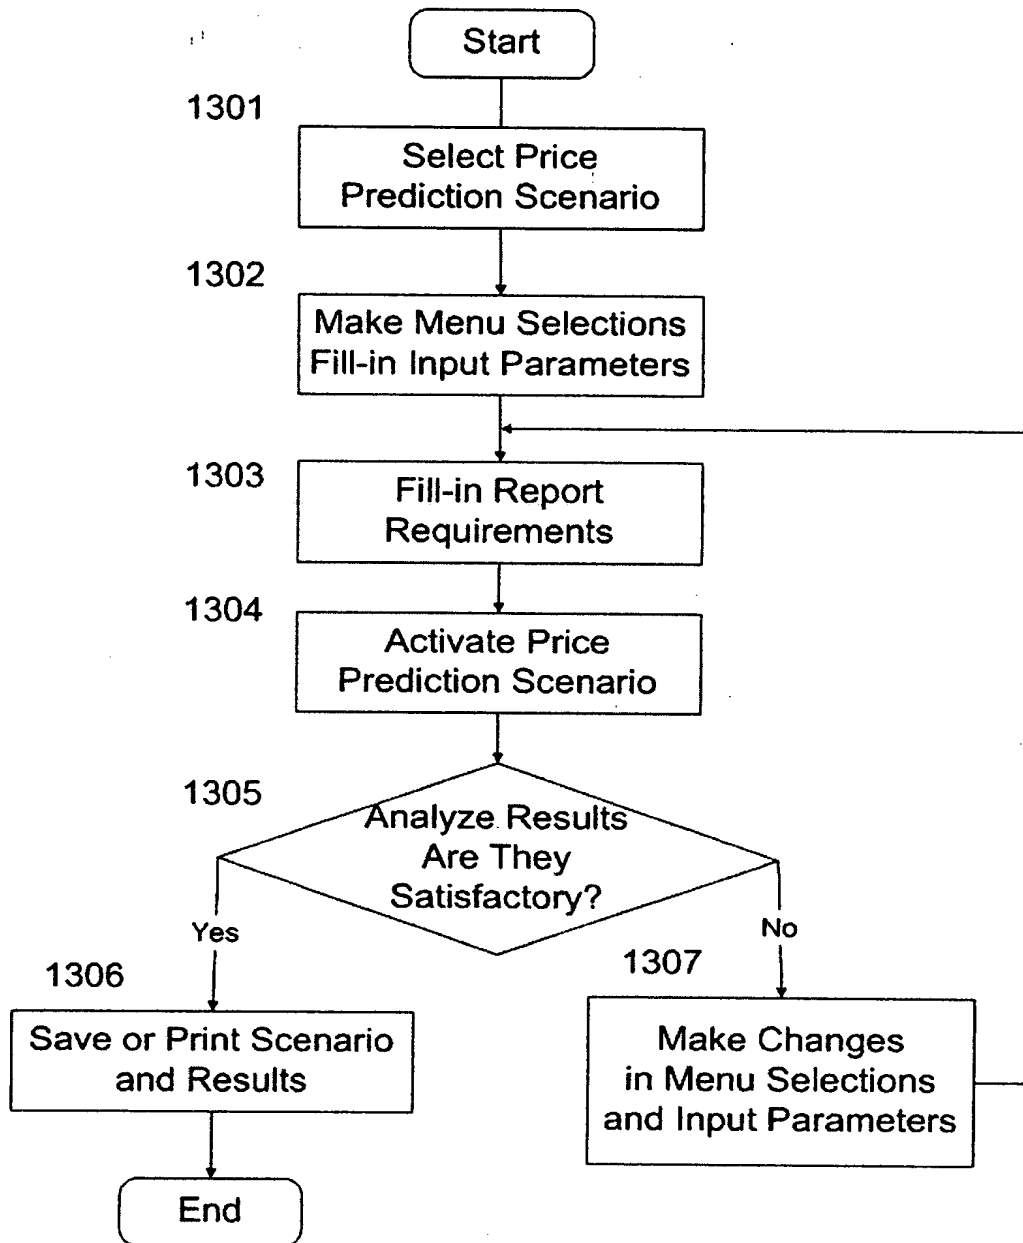 Start
1301
Select Price
Prediction Scenario
1302
Make Menu Selections
Fill-in Input Parameters
1303
Fill-in Report
Requirements
1304
Activate Price
Prediction Scenario
1305
Analyze Results
Are They
Satisfactory?
Yes
No
1306
Save or Print Scenario
and Results
1307
Make Changes
in Menu Selections
and Input Parameters
End